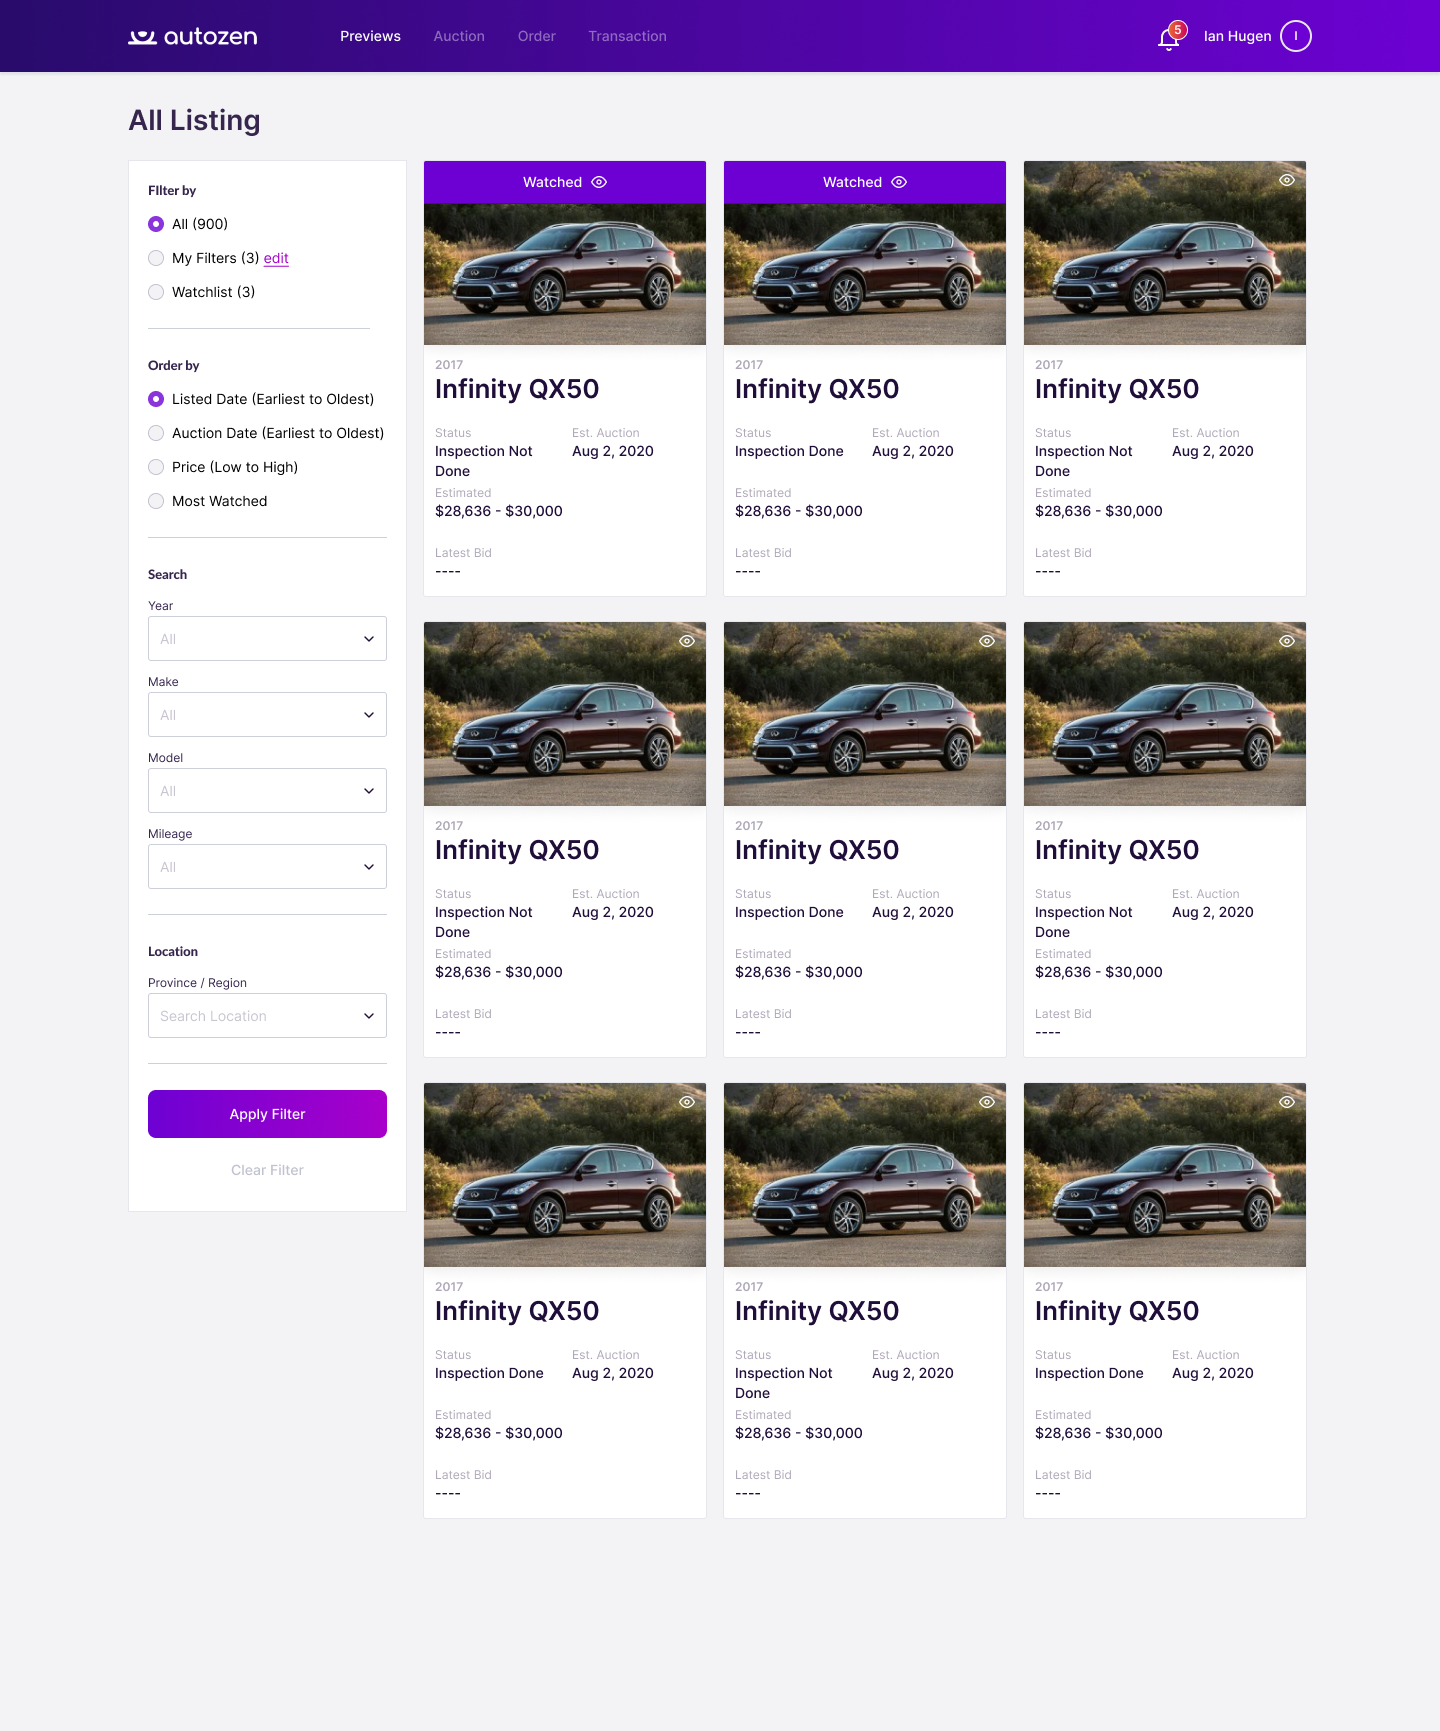 autozen
Previews Auction Order Transaction
5
Ian Hugen
I
All Listing
FIlter by
All (900)
My Filters (3) edit
Watchlist (3)
Order by
Listed Date (Earliest to Oldest)
Auction Date (Earliest to Oldest)
Price (Low to High)
Most Watched
Search
Year
All
Make
All
Model
All
Mileage
All
Location
Province / Region
Search Location
Apply Filter
Clear Filter
Watched
2017
Infinity QX50
Status Est. Auction
Inspection Not Aug 2, 2020
Done
Estimated
$28,636 - $30,000
Latest Bid
----
Watched
2017
Infinity QX50
Status Est. Auction
Inspection Done Aug 2, 2020
Estimated
$28,636 - $30,000
Latest Bid
----
2017
Infinity QX50
Status Est. Auction
Inspection Not Aug 2, 2020
Done
Estimated
$28,636 - $30,000
Latest Bid
----
2017
Infinity QX50
Status Est. Auction
Inspection Not Aug 2, 2020
Done
Estimated
$28,636 - $30,000
Latest Bid
----
2017
Infinity QX50
Status Est. Auction
Inspection Done Aug 2, 2020
Estimated
$28,636 - $30,000
Latest Bid
----
2017
Infinity QX50
Status Est. Auction
Inspection Not Aug 2, 2020
Done
Estimated
$28,636 - $30,000
Latest Bid
----
2017
Infinity QX50
Status Est. Auction
Inspection Done Aug 2, 2020
Estimated
$28,636 - $30,000
Latest Bid
----
2017
Infinity QX50
Status Est. Auction
Inspection Not Aug 2, 2020
Done
Estimated
$28,636 - $30,000
Latest Bid
----
2017
Infinity QX50
Status Est. Auction
Inspection Done Aug 2, 2020
Estimated
$28,636 - $30,000
Latest Bid
----